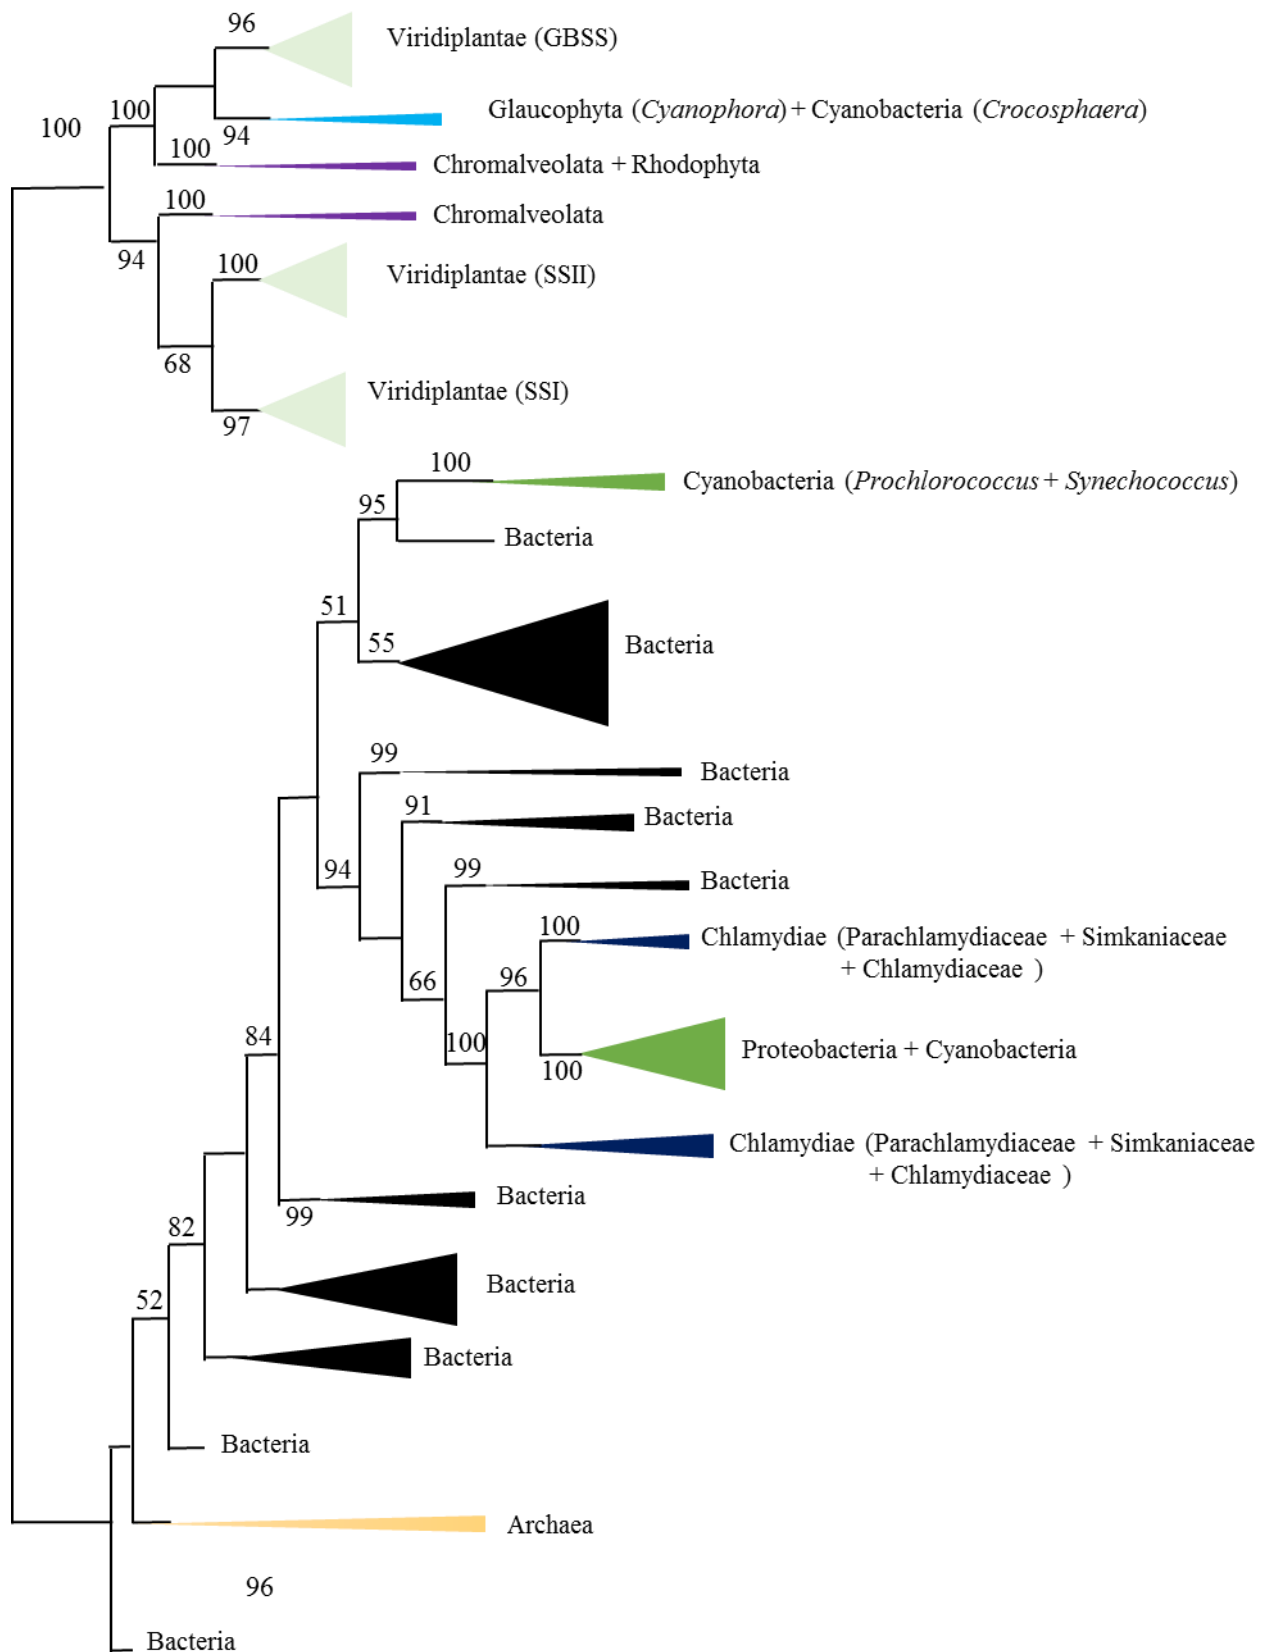 96
Viridiplantae (GBSS)
100
100
Glaucophyta (Cyanophora) + Cyanobacteria (Crocosphaera)
94
100
Chromalveolata + Rhodophyta
100
Chromalveolata
94
100
Viridiplantae (SSII)
68
Viridiplantae (SSI)
97
100
Cyanobacteria (Prochlorococcus + Synechococcus)
95
Bacteria
51
55
Bacteria
99
Bacteria
91
Bacteria
94
99
Bacteria
100
Chlamydiae (Parachlamydiaceae + Simkaniaceae
+ Chlamydiaceae )
96
66
84
100
Proteobacteria + Cyanobacteria
100
Chlamydiae (Parachlamydiaceae + Simkaniaceae
+ Chlamydiaceae )
Bacteria
99
82
Bacteria
52
Bacteria
Bacteria
Archaea
96
Bacteria